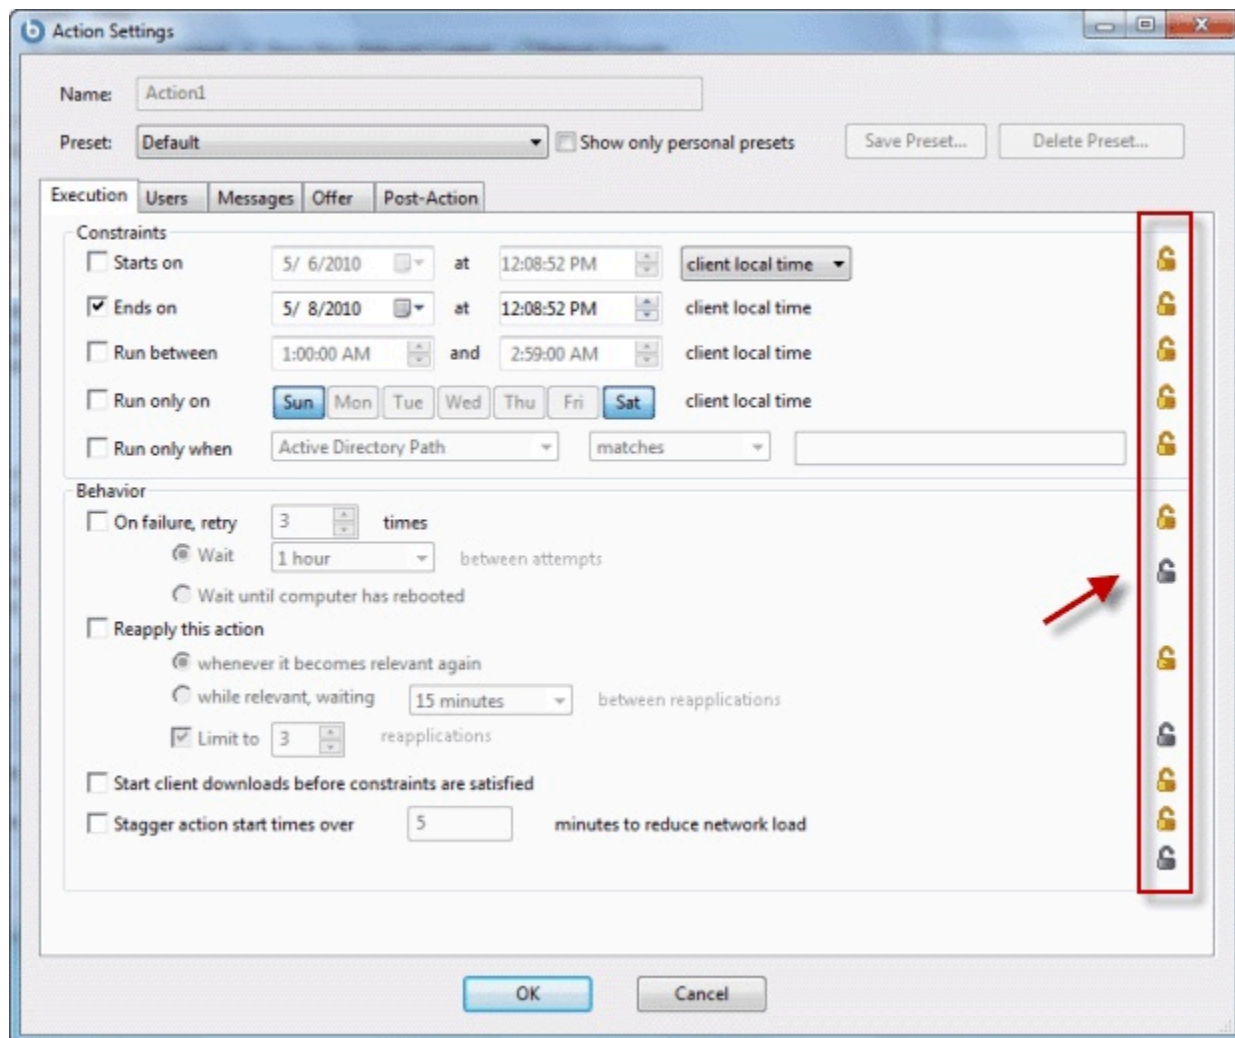 Action Settings
Name: Action1
Preset: Default Show only personal presets Save Preset... Delete Preset...
Execution Users Messages Offer Post-Action
Constraints
Starts on 5/ 6/2010 at 12:08:52 PM client local time
Ends on 5/ 8/2010 at 12:08:52 PM client local time
Run between 1:00:00 AM and 2:59:00 AM client local time
Run only on Sun Mon Tue Wed Thu Fri Sat client local time
Run only when Active Directory Path matches
Behavior
On failure, retry 3 times
Wait 1 hour between attempts
Wait until computer has rebooted
Reapply this action
whenever it becomes relevant again
while relevant, waiting 15 minutes between reapplications
Limit to 3 reapplications
Start client downloads before constraints are satisfied
Stagger action start times over 5 minutes to reduce network load
OK Cancel